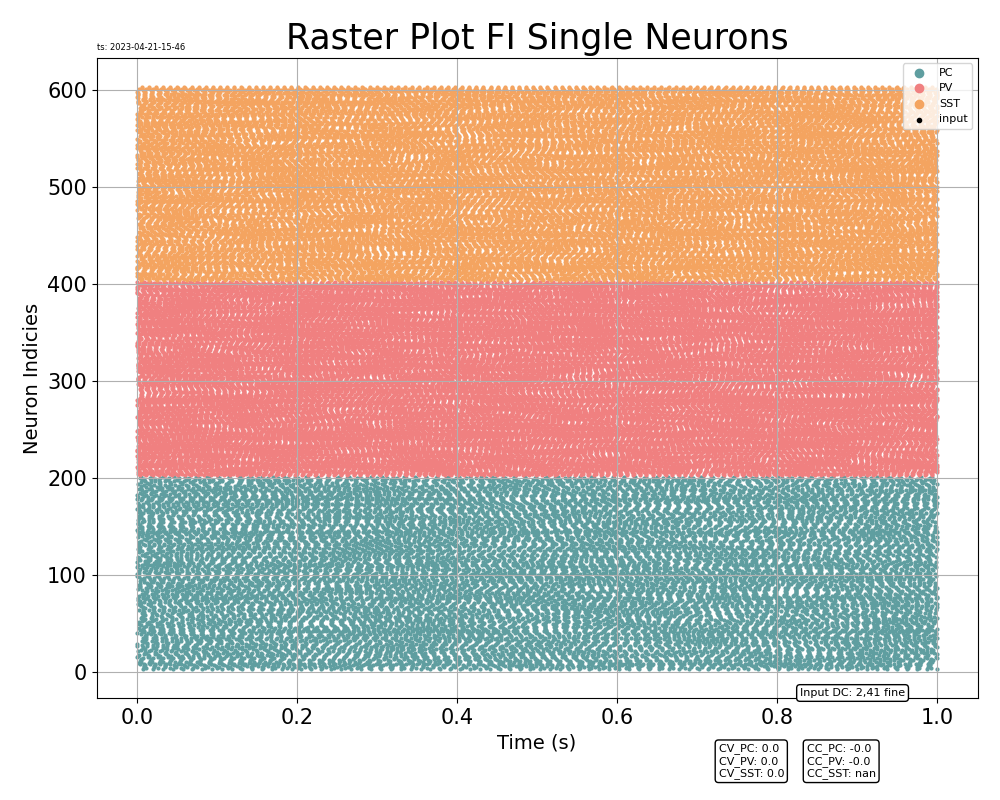 Raster Plot FI Single Neurons
ts: 2023-04-21-15-46
PC
PV
SST
input
600
500
400
300
200
100
0
Neuron Indicies
0.0 0.2 0.4 0.6 0.8 1.0
Time (s)
Input DC: 2,41 fine
CV_PC: 0.0
CV_PV: 0.0
CV_SST: 0.0
CC_PC: -0.0
CC_PV: -0.0
CC_SST: nan